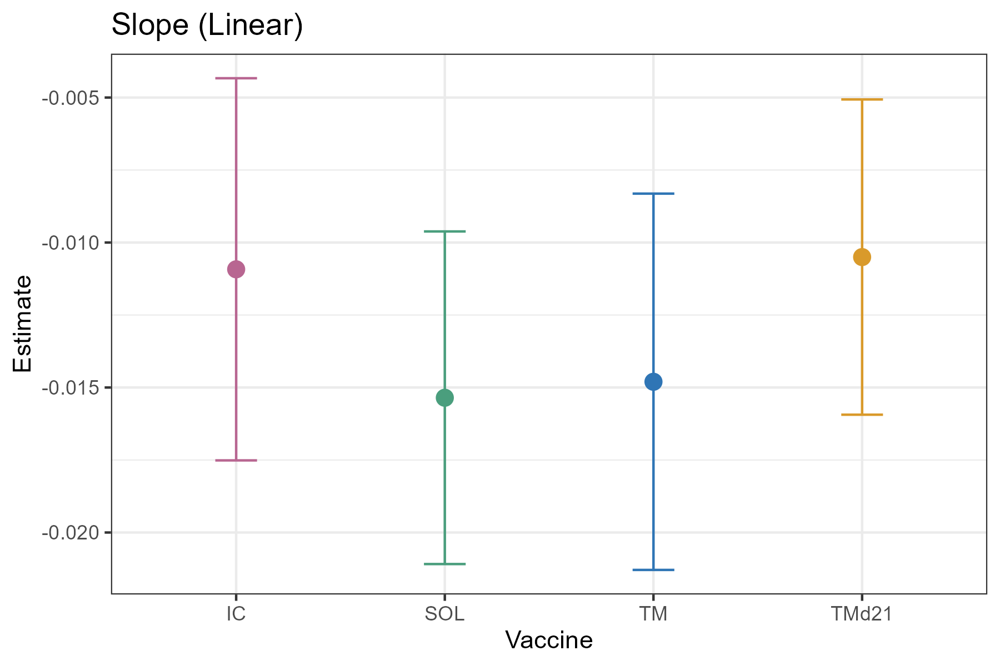 Slope (Linear)
Estimate
-0.005
-0.010
-0.015
-0.020
IC SOL TM TMd21
Vaccine